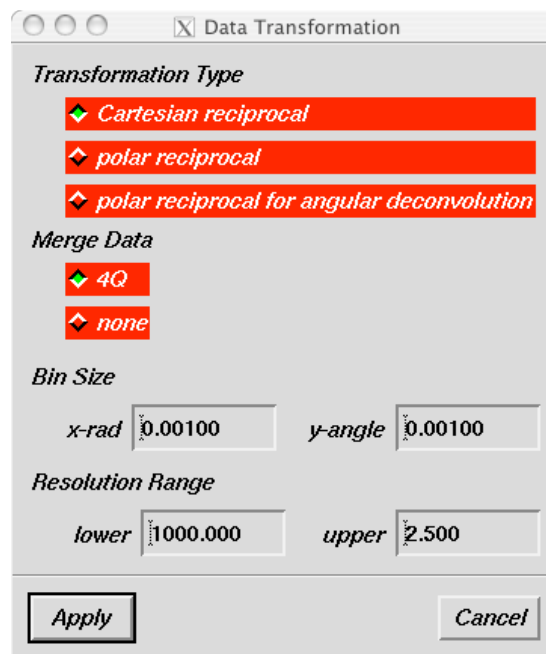 Data Transformation
Transformation Type
Cartesian reciprocal
polar reciprocal
polar reciprocal for angular deconvolution
Merge Data
4Q
none
Bin Size
x-rad 0.00100 y-angle 0.00100
Resolution Range
lower 1000.000 upper 2.500
Apply Cancel